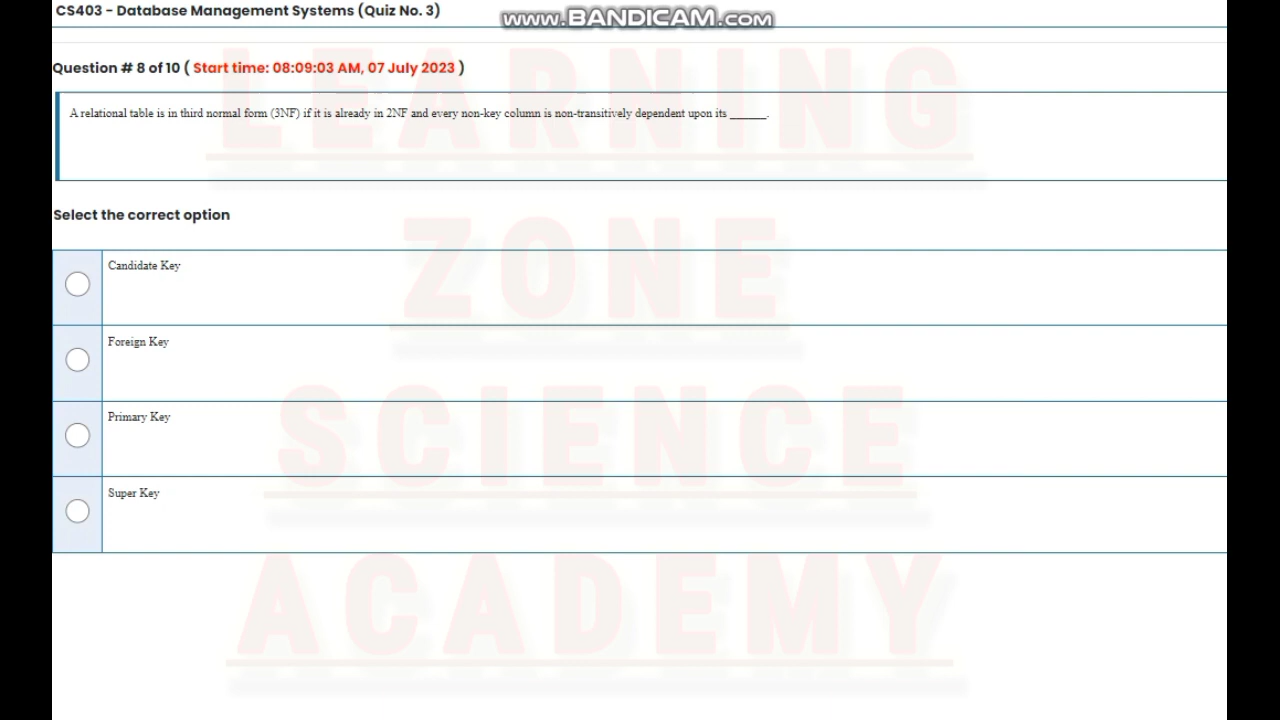 CS403 - Database Management Systems (Quiz No. 3)
www.BANDICAM.com
Question # 8 of 10 ( Start time: 08:09:03 AM, 07 July 2023 )
A relational table is in third normal form (3NF) if it is already in 2NF and every non-key column is non-transitively dependent upon its ______.
Select the correct option
Candidate Key
Foreign Key
Primary Key
Super Key
LEARNING
ZONE
SCIENCE
ACADEMY